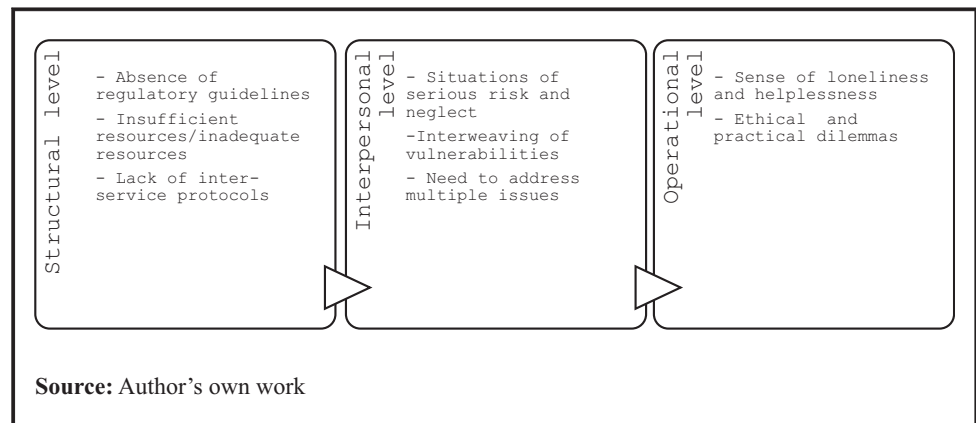 Structural level
- Absence of
regulatory guidelines
- Insufficient
resources/inadequate
resources
- Lack of inter-
service protocols
Interpersonal
level
- Situations of
serious risk and
neglect
-Interweaving of
vulnerabilities
- Need to address
multiple issues
Operational
level
- Sense of loneliness
and helplessness
- Ethical and
practical dilemmas
Source: Author's own work